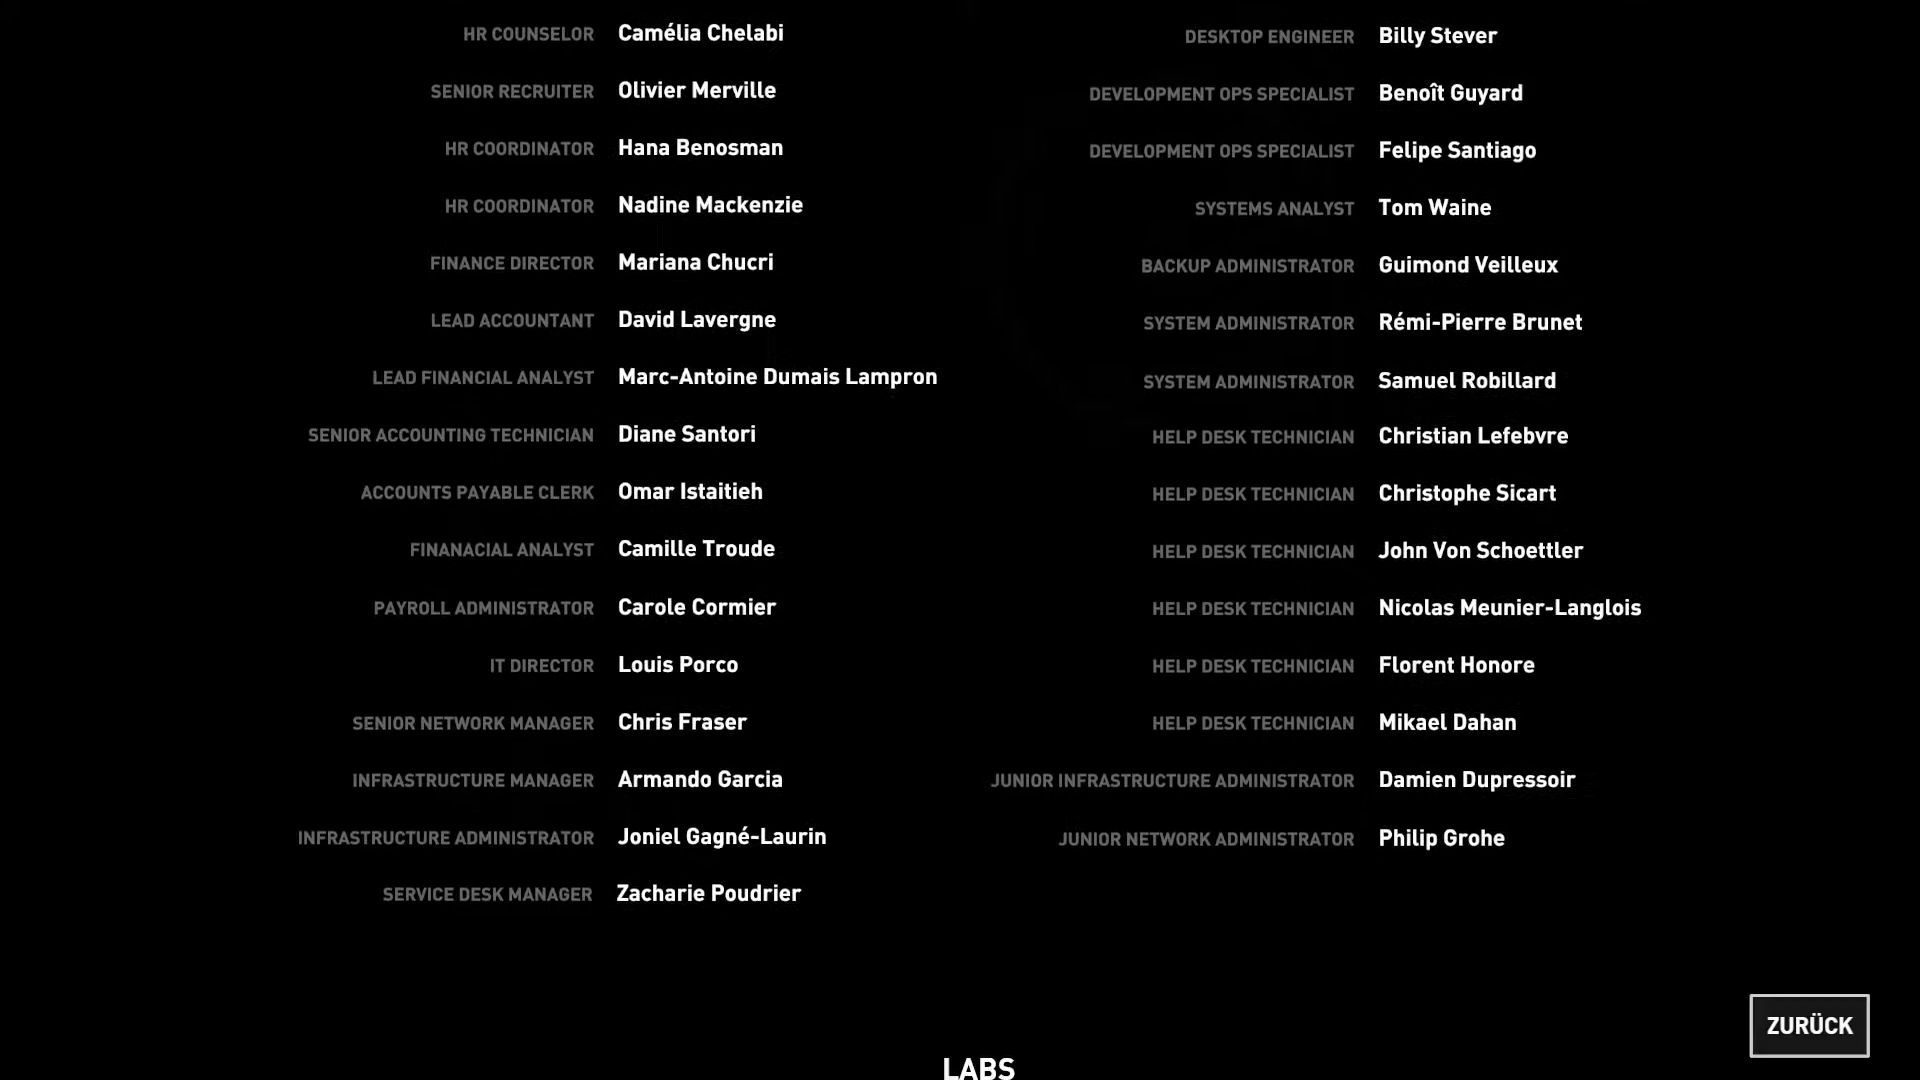 HR COUNSELOR Camélia Chelabi
SENIOR RECRUITER Olivier Merville
HR COORDINATOR Hana Benosman
HR COORDINATOR Nadine Mackenzie
FINANCE DIRECTOR Mariana Chucri
LEAD ACCOUNTANT David Lavergne
LEAD FINANCIAL ANALYST Marc-Antoine Dumais Lampron
SENIOR ACCOUNTING TECHNICIAN Diane Santori
ACCOUNTS PAYABLE CLERK Omar Istaitieh
FINANACIAL ANALYST Camille Troude
PAYROLL ADMINISTRATOR Carole Cormier
IT DIRECTOR Louis Porco
SENIOR NETWORK MANAGER Chris Fraser
INFRASTRUCTURE MANAGER Armando Garcia
INFRASTRUCTURE ADMINISTRATOR Joniel Gagné-Laurin
SERVICE DESK MANAGER Zacharie Poudrier
DESKTOP ENGINEER Billy Stever
DEVELOPMENT OPS SPECIALIST Benoît Guyard
DEVELOPMENT OPS SPECIALIST Felipe Santiago
SYSTEMS ANALYST Tom Waine
BACKUP ADMINISTRATOR Guimond Veilleux
SYSTEM ADMINISTRATOR Rémi-Pierre Brunet
SYSTEM ADMINISTRATOR Samuel Robillard
HELP DESK TECHNICIAN Christian Lefebvre
HELP DESK TECHNICIAN Christophe Sicart
HELP DESK TECHNICIAN John Von Schoettler
HELP DESK TECHNICIAN Nicolas Meunier-Langlois
HELP DESK TECHNICIAN Florent Honore
HELP DESK TECHNICIAN Mikael Dahan
JUNIOR INFRASTRUCTURE ADMINISTRATOR Damien Dupressoir
JUNIOR NETWORK ADMINISTRATOR Philip Grohe
ZURÜCK
LABS